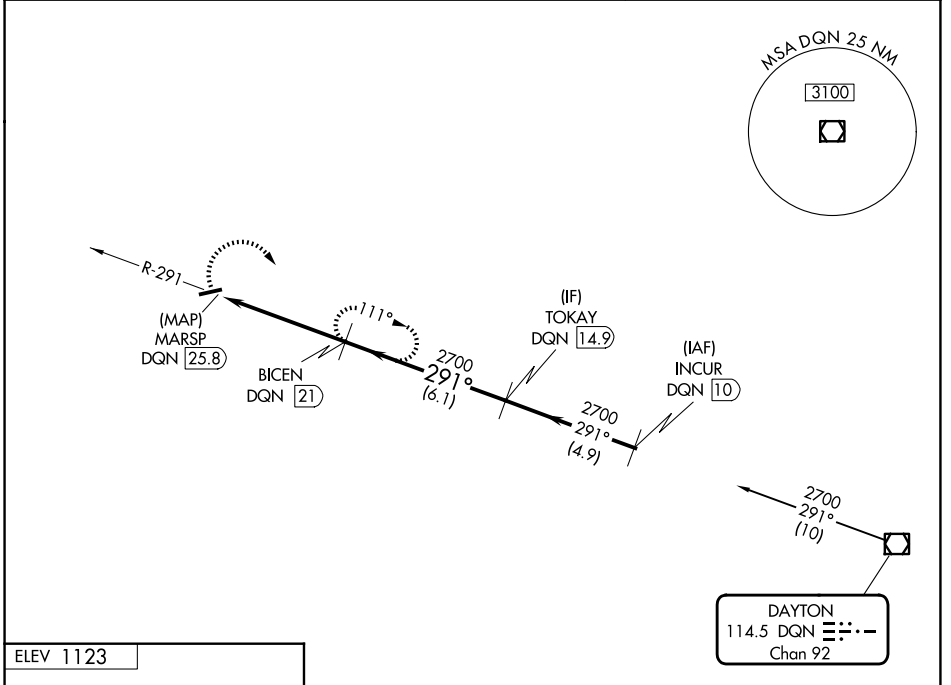 MSA DQN 25 NM
3100
R-291
(MAP)
MARSP
DQN 25.8
111°
BICEN
DQN 21
2700
291°
(6.1)
(IF)
TOKAY
DQN 14.9
(IAF)
INCUR
DQN 10
2700
291°
(4.9)
2700
291°
(10)
DAYTON
114.5 DQN
Chan 92
ELEV 1123